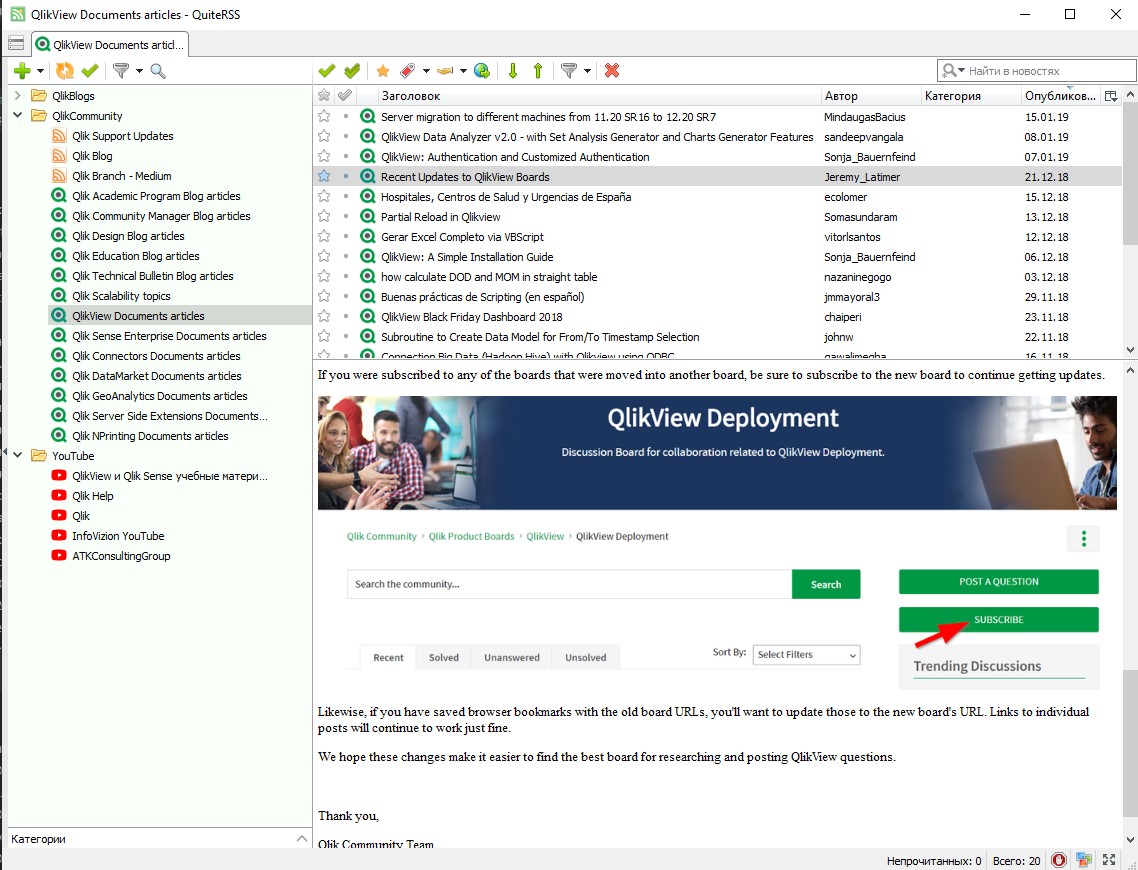 QlikView Documents articles - QuiteRSS
QlikView Documents articl...
Найти в новостях
QlikBlogs
QlikCommunity
Qlik Support Updates
Qlik Blog
Qlik Branch - Medium
Qlik Academic Program Blog articles
Qlik Community Manager Blog articles
Qlik Design Blog articles
Qlik Education Blog articles
Qlik Technical Bulletin Blog articles
Qlik Scalability topics
QlikView Documents articles
Qlik Sense Enterprise Documents articles
Qlik Connectors Documents articles
Qlik DataMarket Documents articles
Qlik GeoAnalytics Documents articles
Qlik Server Side Extensions Documents...
Qlik NPrinting Documents articles
YouTube
QlikView и Qlik Sense учебные матери...
Qlik Help
Qlik
InfoVizion YouTube
ATKConsultingGroup
Категории
Заголовок Автор Категория Опубликов...
Server migration to different machines from 11.20 SR16 to 12.20 SR7 MindaugasBacius 15.01.19
QlikView Data Analyzer v2.0 - with Set Analysis Generator and Charts Generator Features sandeepvangala 08.01.19
QlikView: Authentication and Customized Authentication Sonja_Bauernfeind 07.01.19
Recent Updates to QlikView Boards Jeremy_Latimer 21.12.18
Hospitales, Centros de Salud y Urgencias de España ecolomer 15.12.18
Partial Reload in Qlikview Somasundaram 13.12.18
Gerar Excel Completo via VBScript vitorlsantos 12.12.18
QlikView: A Simple Installation Guide Sonja_Bauernfeind 06.12.18
how calculate DOD and MOM in straight table nazaninegogo 03.12.18
Buenas prácticas de Scripting (en español) jmmayoral3 29.11.18
QlikView Black Friday Dashboard 2018 chaiperi 23.11.18
Subroutine to Create Data Model for From/To Timestamp Selection johnw 22.11.18
Connecting Big Data (Hadoop Hive) with Qlikview using ODBC gawalimegha 16.11.18
If you were subscribed to any of the boards that were moved into another board, be sure to subscribe to the new board to continue getting updates.
QlikView Deployment
Discussion Board for collaboration related to QlikView Deployment.
Qlik Community › Qlik Product Boards › QlikView › QlikView Deployment
Search the community... Search
POST A QUESTION
SUBSCRIBE
Recent Solved Unanswered Unsolved
Sort By: Select Filters
Trending Discussions
Likewise, if you have saved browser bookmarks with the old board URLs, you'll want to update those to the new board's URL. Links to individual
posts will continue to work just fine.
We hope these changes make it easier to find the best board for researching and posting QlikView questions.
Thank you,
Qlik Community Team
Непрочитанных: 0 Всего: 20